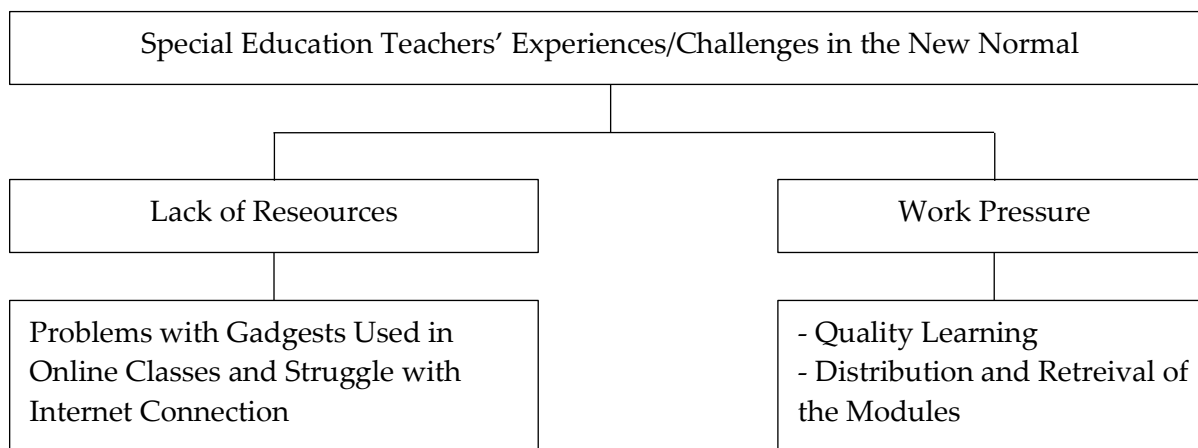 Special Education Teachers’ Experiences/Challenges in the New Normal
Lack of Reseources
Work Pressure
Problems with Gadgests Used in
Online Classes and Struggle with
Internet Connection
- Quality Learning
- Distribution and Retreival of
the Modules